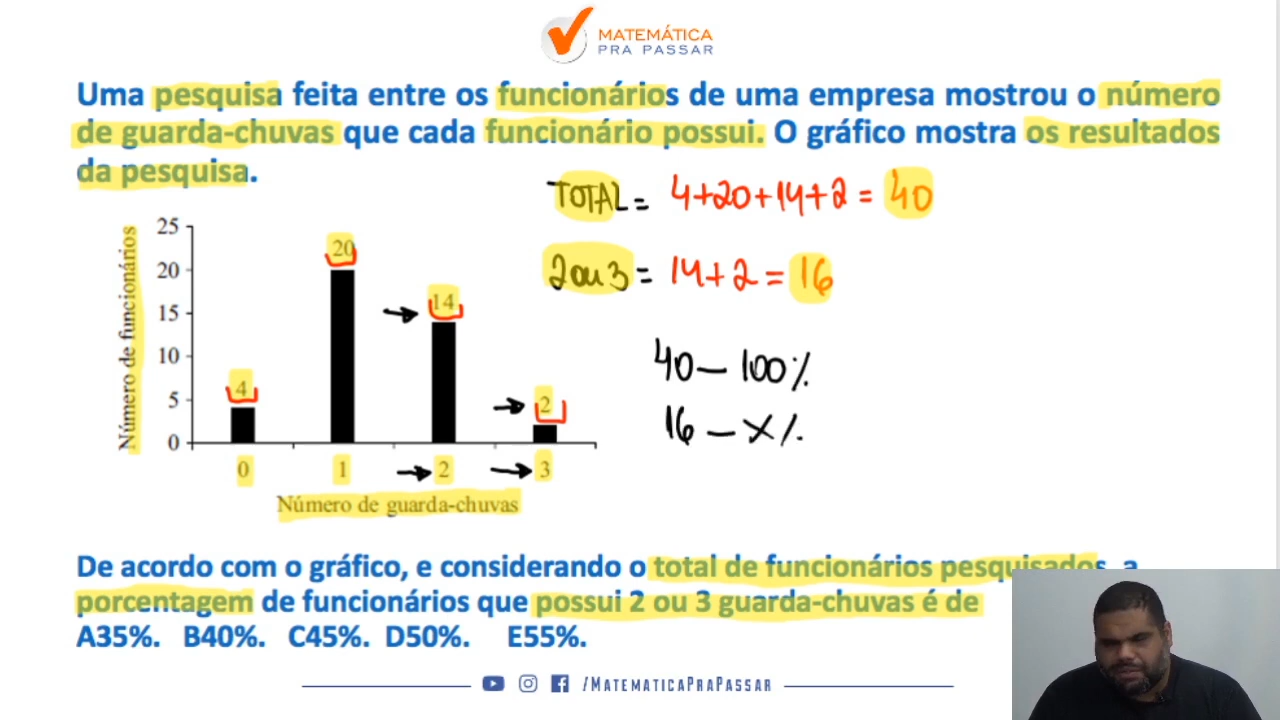 MATEMÁTICA
PRA PASSAR
Uma pesquisa feita entre os funcionários de uma empresa mostrou o número
de guarda-chuvas que cada funcionário possui. O gráfico mostra os resultados
da pesquisa.
TOTAL = 4+20+14+2 = 40
2 ou 3 = 14+2 = 16
40 — 100%
16 — X%
Número de funcionários
25
20
15
10
5
0
4
20
14
2
0 1 2 3
Número de guarda-chuvas
De acordo com o gráfico, e considerando o total de funcionários pesquisados, a
porcentagem de funcionários que possui 2 ou 3 guarda-chuvas é de
A35%. B40%. C45%. D50%. E55%.
/MATEMATICAPRAPASSAR